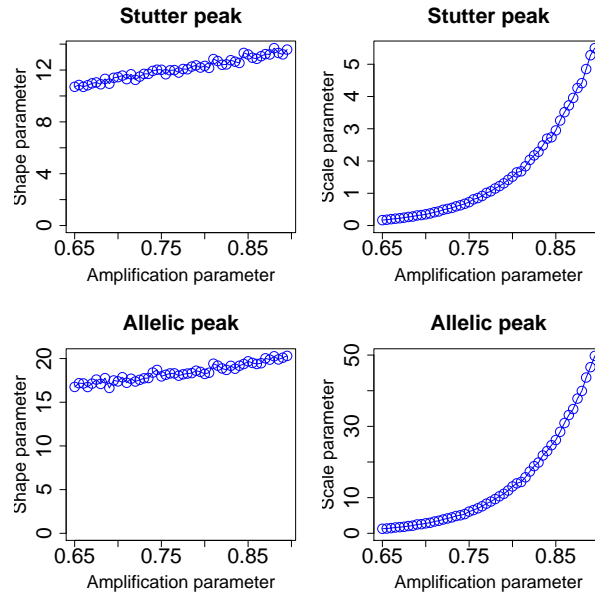 Stutter peak
Shape parameter
0 4 8 12
0.65 0.75 0.85
Amplification parameter
Stutter peak
Scale parameter
0 1 2 3 4 5
0.65 0.75 0.85
Amplification parameter
Allelic peak
Shape parameter
0 5 10 15 20
0.65 0.75 0.85
Amplification parameter
Allelic peak
Scale parameter
0 10 30 50
0.65 0.75 0.85
Amplification parameter